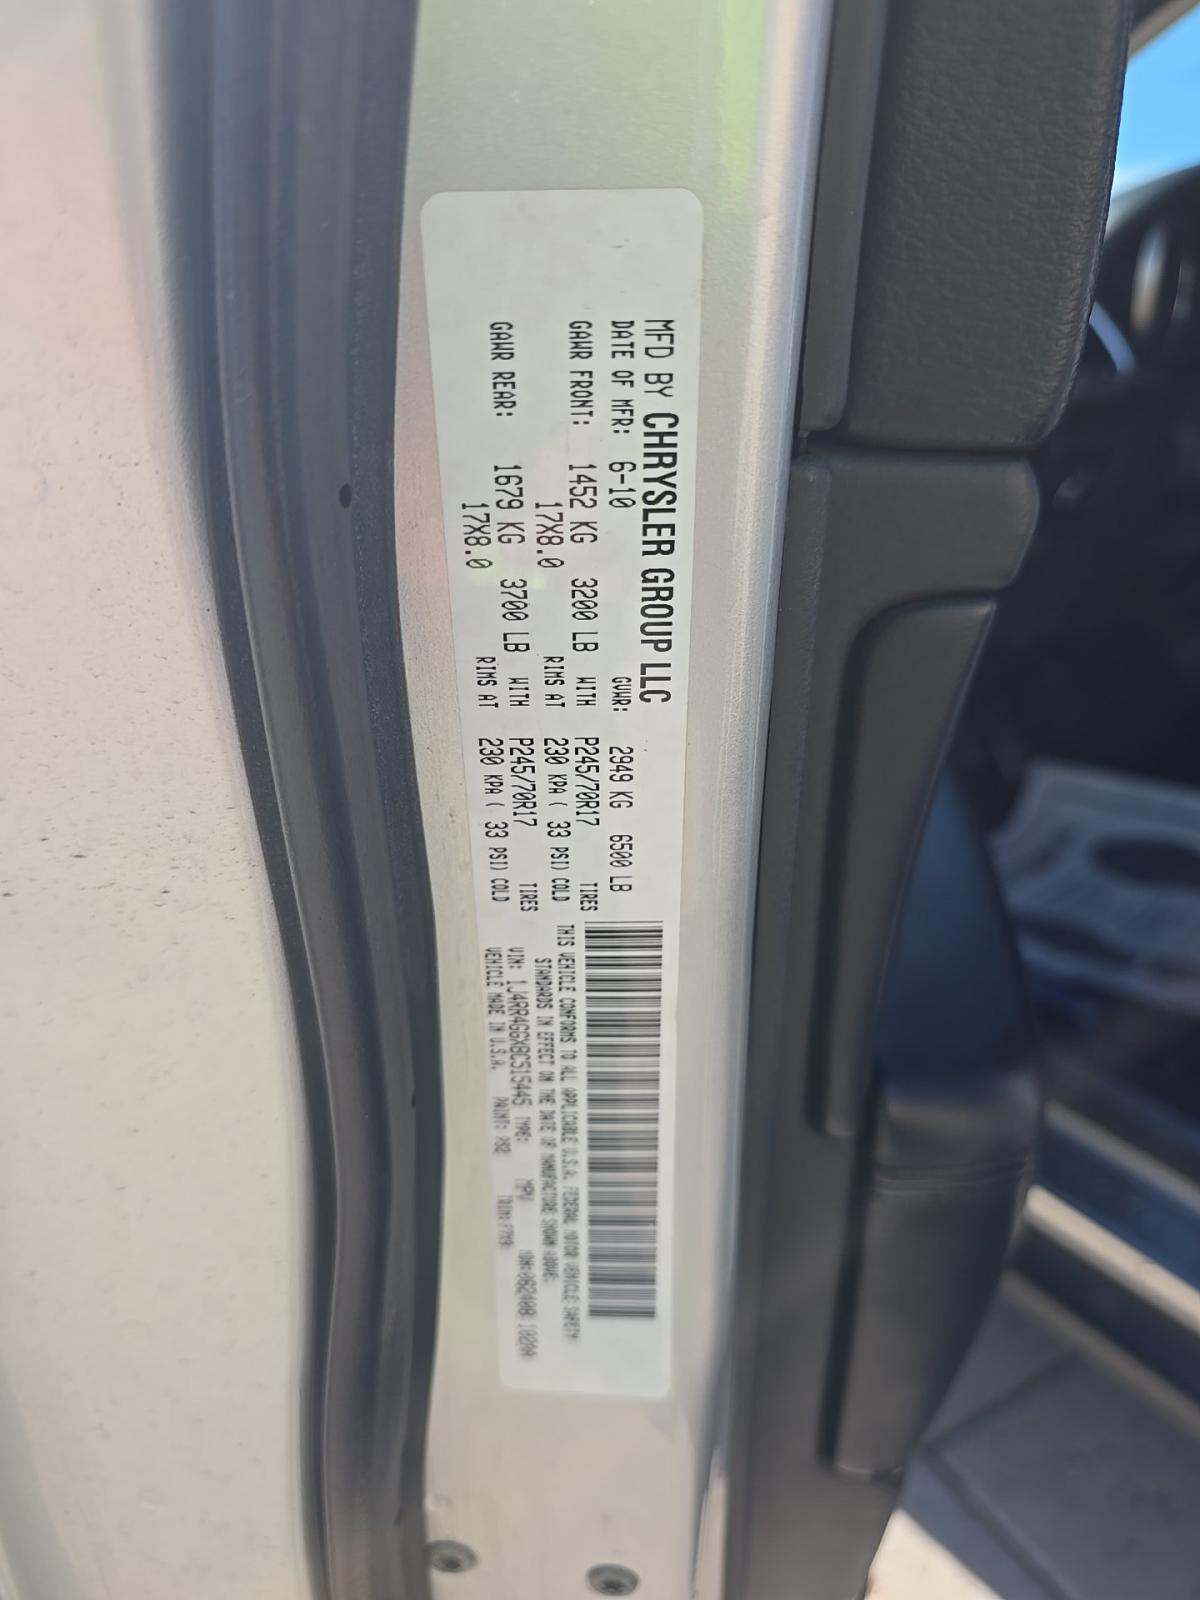 MFD BY CHRYSLER GROUP LLC
DATE OF MFR: 6-10 GVWR: 2949 KG 6500 LB
GAWR FRONT: 1452 KG 3200 LB WITH P245/70R17 TIRES
17X8.0 RIMS AT 230 KPA ( 33 PSI) COLD
GAWR REAR: 1679 KG 3700 LB WITH P245/70R17 TIRES
17X8.0 RIMS AT 230 KPA ( 33 PSI) COLD
THIS VEHICLE CONFORMS TO ALL APPLICABLE U.S.A. FEDERAL MOTOR VEHICLE SAFETY
STANDARDS IN EFFECT ON THE DATE OF MANUFACTURE SHOWN ABOVE.
VIN: TYPE: MPV
VEHICLE MADE IN U.S.A. PAINT: PS2 TRIM: